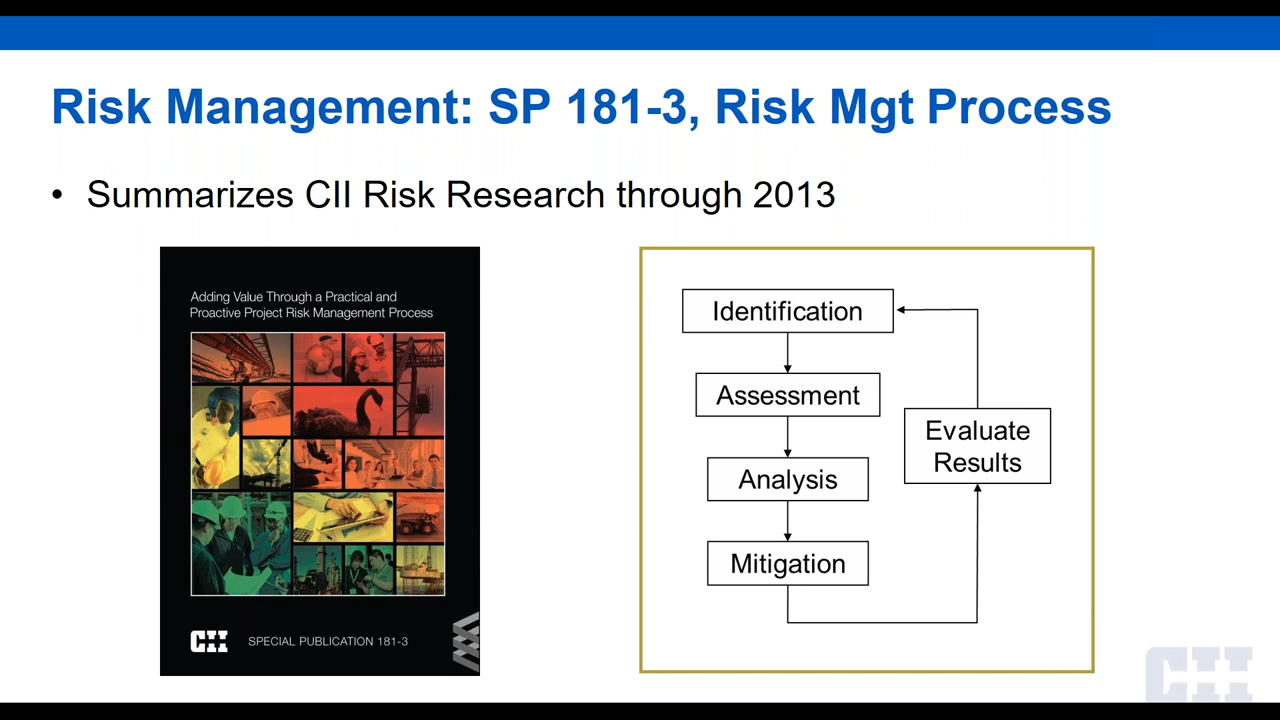 Risk Management: SP 181-3, Risk Mgt Process
• Summarizes CII Risk Research through 2013
Adding Value Through a Practical and
Proactive Project Risk Management Process
CII SPECIAL PUBLICATION 181-3
Identification
Assessment
Analysis
Mitigation
Evaluate
Results
CII